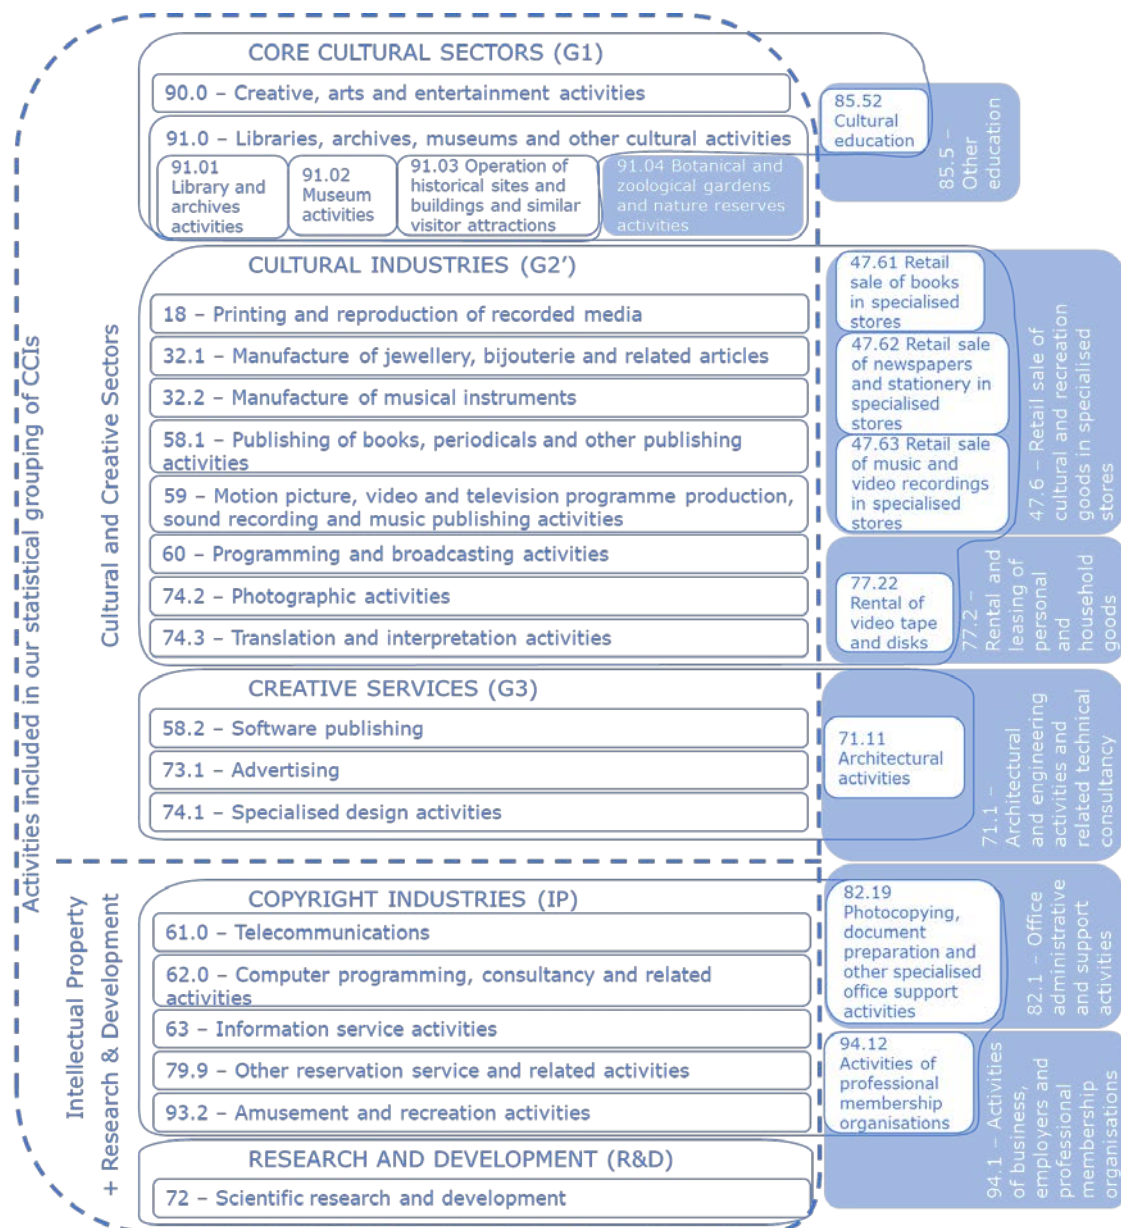 Activities included in our statistical grouping of CCIs
Cultural and Creative Sectors
CORE CULTURAL SECTORS (G1)
90.0 – Creative, arts and entertainment activities
91.0 – Libraries, archives, museums and other cultural activities
91.01
Library and
archives
activities
91.02
Museum
activities
91.03 Operation of
historical sites and
buildings and similar
visitor attractions
91.04 Botanical and
zoological gardens
and nature reserves
activities
85.52
Cultural
education
85.5 –
Other
education
CULTURAL INDUSTRIES (G2’)
18 – Printing and reproduction of recorded media
32.1 – Manufacture of jewellery, bijouterie and related articles
32.2 – Manufacture of musical instruments
58.1 – Publishing of books, periodicals and other publishing
activities
59 – Motion picture, video and television programme production,
sound recording and music publishing activities
60 – Programming and broadcasting activities
74.2 – Photographic activities
74.3 – Translation and interpretation activities
47.61 Retail
sale of books
in specialised
stores
47.62 Retail sale
of newspapers
and stationery in
specialised
stores
47.63 Retail sale
of music and
video recordings
in specialised
stores
47.6 – Retail sale of
cultural and recreation
goods in specialised
stores
77.22
Rental of
video tape
and disks
77.2 –
Rental and
leasing of
personal
and
household
goods
CREATIVE SERVICES (G3)
58.2 – Software publishing
73.1 – Advertising
74.1 – Specialised design activities
71.11
Architectural
activities
71.1 –
Architectural
and engineering
activities and
related technical
consultancy
Intellectual Property
+ Research & Development
COPYRIGHT INDUSTRIES (IP)
61.0 – Telecommunications
62.0 – Computer programming, consultancy and related
activities
63 – Information service activities
79.9 – Other reservation service and related activities
93.2 – Amusement and recreation activities
82.19
Photocopying,
document
preparation and
other specialised
office support
activities
82.1 – Office
administrative
and support
activities
94.12
Activities of
professional
membership
organisations
94.1 – Activities
of business,
employers and
professional
membership
organisations
RESEARCH AND DEVELOPMENT (R&D)
72 – Scientific research and development